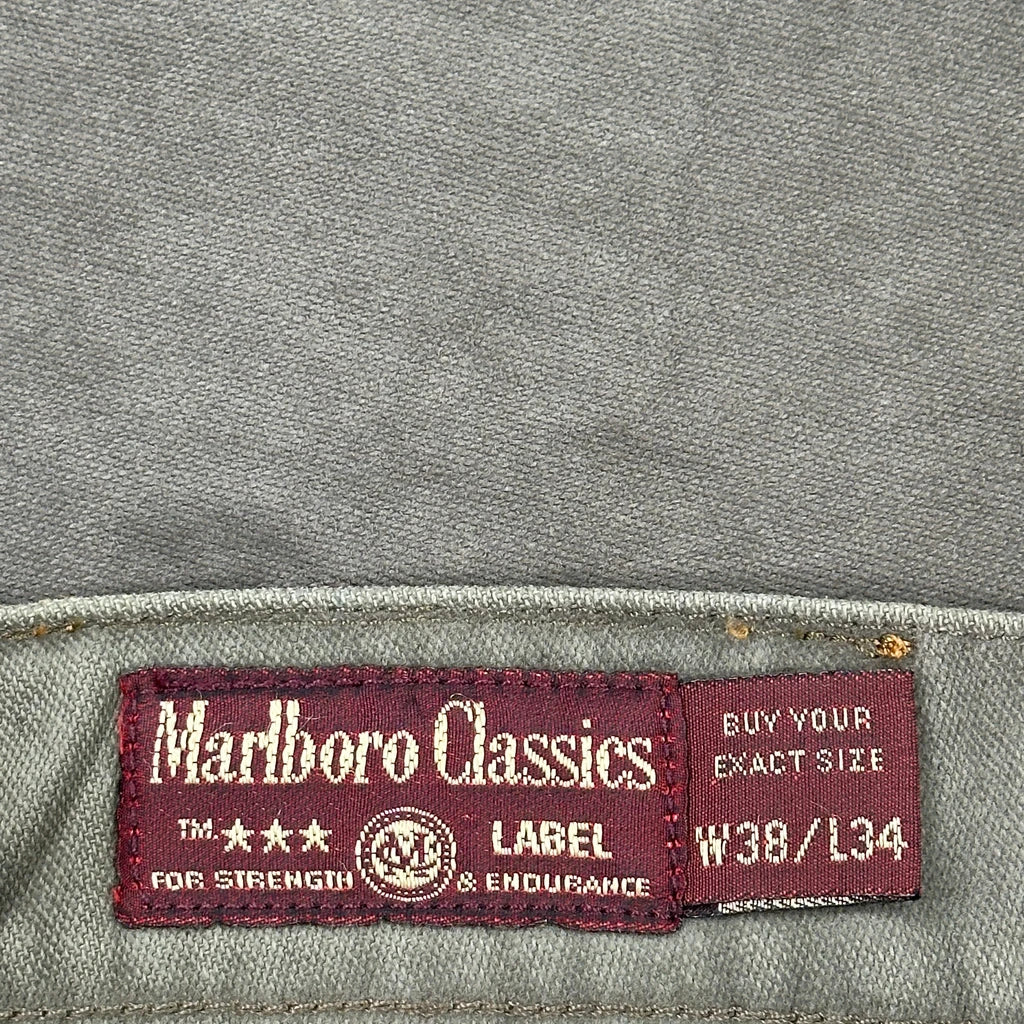 Marlboro Classics
TM. ★★★ LABEL
FOR STRENGTH & ENDURANCE
BUY YOUR
EXACT SIZE
W38/L34